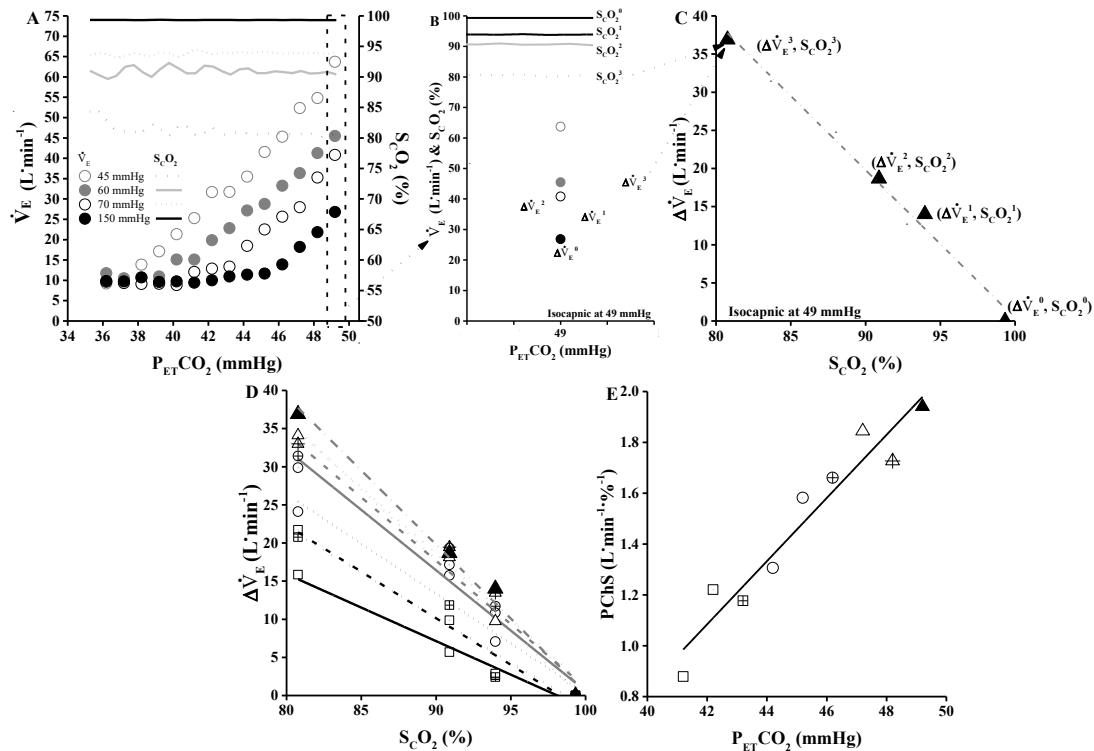 A
75
70
65
60
55
50
45
40
35
30
25
20
15
10
5
0
V̇E (L·min⁻¹)
100
95
90
85
80
75
70
65
60
55
50
SCO2 (%)
V̇E SCO2
45 mmHg
60 mmHg
70 mmHg
150 mmHg
34 36 38 40 42 44 46 48 50
PETCO2 (mmHg)
B
100
90
80
70
60
50
40
30
20
10
0
V̇E (L·min⁻¹) & SCO2 (%)
SCO2⁰
SCO2¹
SCO2²
SCO2³
ΔV̇E³
ΔV̇E²
ΔV̇E¹
ΔV̇E⁰
Isocapnic at 49 mmHg
49
PETCO2 (mmHg)
C
40
35
30
25
20
15
10
5
0
ΔV̇E (L·min⁻¹)
(ΔV̇E³, SCO2³)
(ΔV̇E², SCO2²)
(ΔV̇E¹, SCO2¹)
(ΔV̇E⁰, SCO2⁰)
Isocapnic at 49 mmHg
80 85 90 95 100
SCO2 (%)
D
40
35
30
25
20
15
10
5
0
ΔV̇E (L·min⁻¹)
80 85 90 95 100
SCO2 (%)
E
2.0
1.8
1.6
1.4
1.2
1.0
0.8
PChS (L·min⁻¹·%⁻¹)
40 42 44 46 48 50
PETCO2 (mmHg)